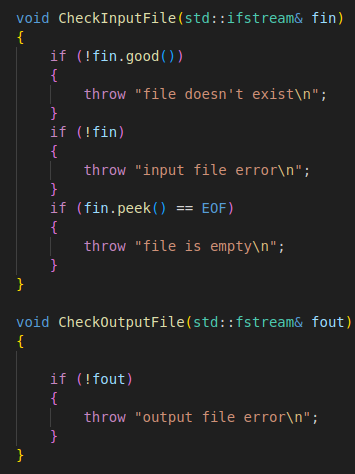 void CheckInputFile(std::ifstream& fin)
{
    if (!fin.good())
    {
        throw "file doesn't exist\n";
    }
    if (!fin)
    {
        throw "input file error\n";
    }
    if (fin.peek() == EOF)
    {
        throw "file is empty\n";
    }
}

void CheckOutputFile(std::fstream& fout)
{

    if (!fout)
    {
        throw "output file error\n";
    }
}